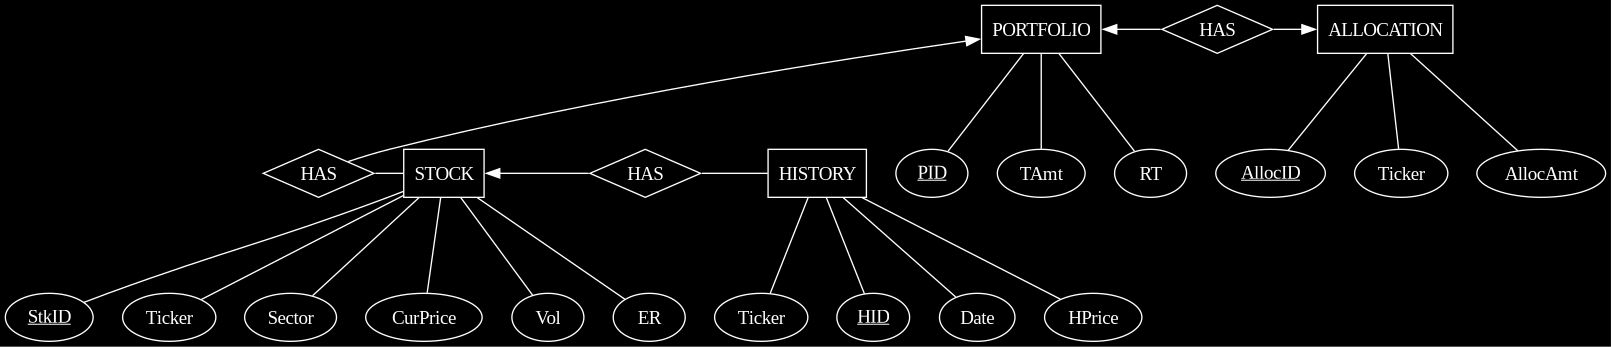 PORTFOLIO
HAS
ALLOCATION
HAS
STOCK
HAS
HISTORY
PID
TAmt
RT
AllocID
Ticker
AllocAmt
StkID
Ticker
Sector
CurPrice
Vol
ER
Ticker
HID
Date
HPrice